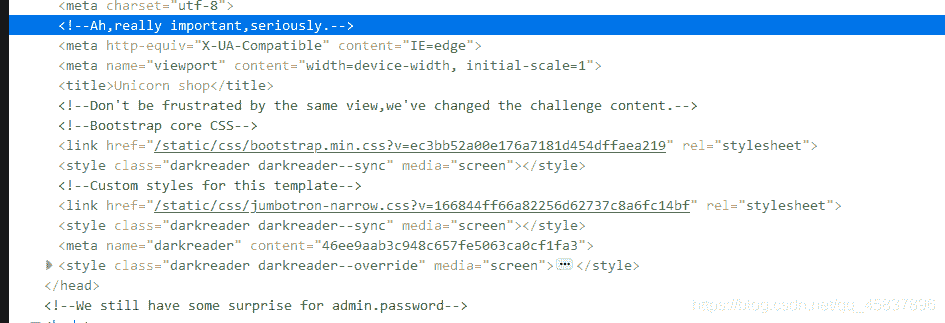 <meta charset="utf-8">
<!--Ah,really important,seriously.-->
<meta http-equiv="X-UA-Compatible" content="IE=edge">
<meta name="viewport" content="width=device-width, initial-scale=1">
<title>Unicorn shop</title>
<!--Don't be frustrated by the same view,we've changed the challenge content.-->
<!--Bootstrap core CSS-->
<link href="/static/css/bootstrap.min.css?v=ec3bb52a00e176a7181d454dffaea219" rel="stylesheet">
<style class="darkreader darkreader--sync" media="screen"></style>
<!--Custom styles for this template-->
<link href="/static/css/jumbotron-narrow.css?v=166844ff66a82256d62737c8a6fc14bf" rel="stylesheet">
<style class="darkreader darkreader--sync" media="screen"></style>
<meta name="darkreader" content="46ee9aab3c948c657fe5063ca0cf1fa3">
<style class="darkreader darkreader--override" media="screen">...</style>
</head>
<!--We still have some surprise for admin.password-->
https://blog.csdn.net/qq_45837896